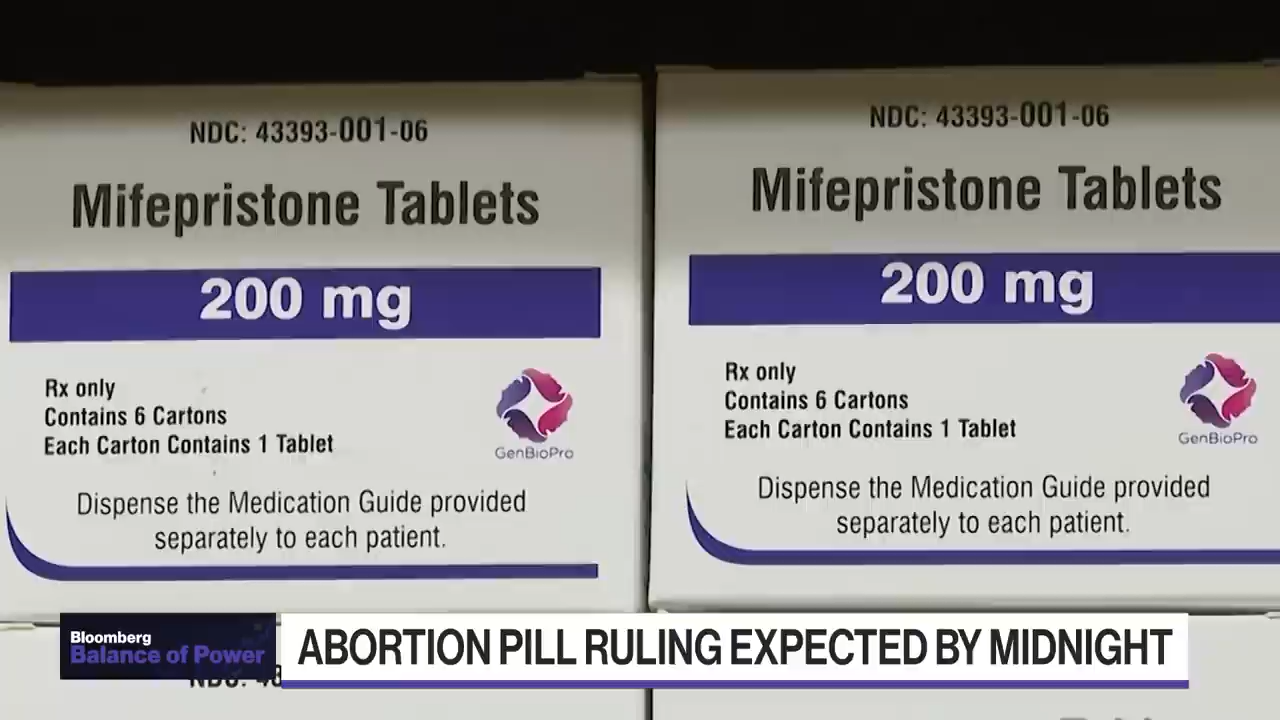 NDC: 43393-001-06
Mifepristone Tablets
200 mg
Rx only
Contains 6 Cartons
Each Carton Contains 1 Tablet
GenBioPro
Dispense the Medication Guide provided
separately to each patient.
NDC: 43393-001-06
Mifepristone Tablets
200 mg
Rx only
Contains 6 Cartons
Each Carton Contains 1 Tablet
GenBioPro
Dispense the Medication Guide provided
separately to each patient.
Bloomberg
Balance of Power
ABORTION PILL RULING EXPECTED BY MIDNIGHT